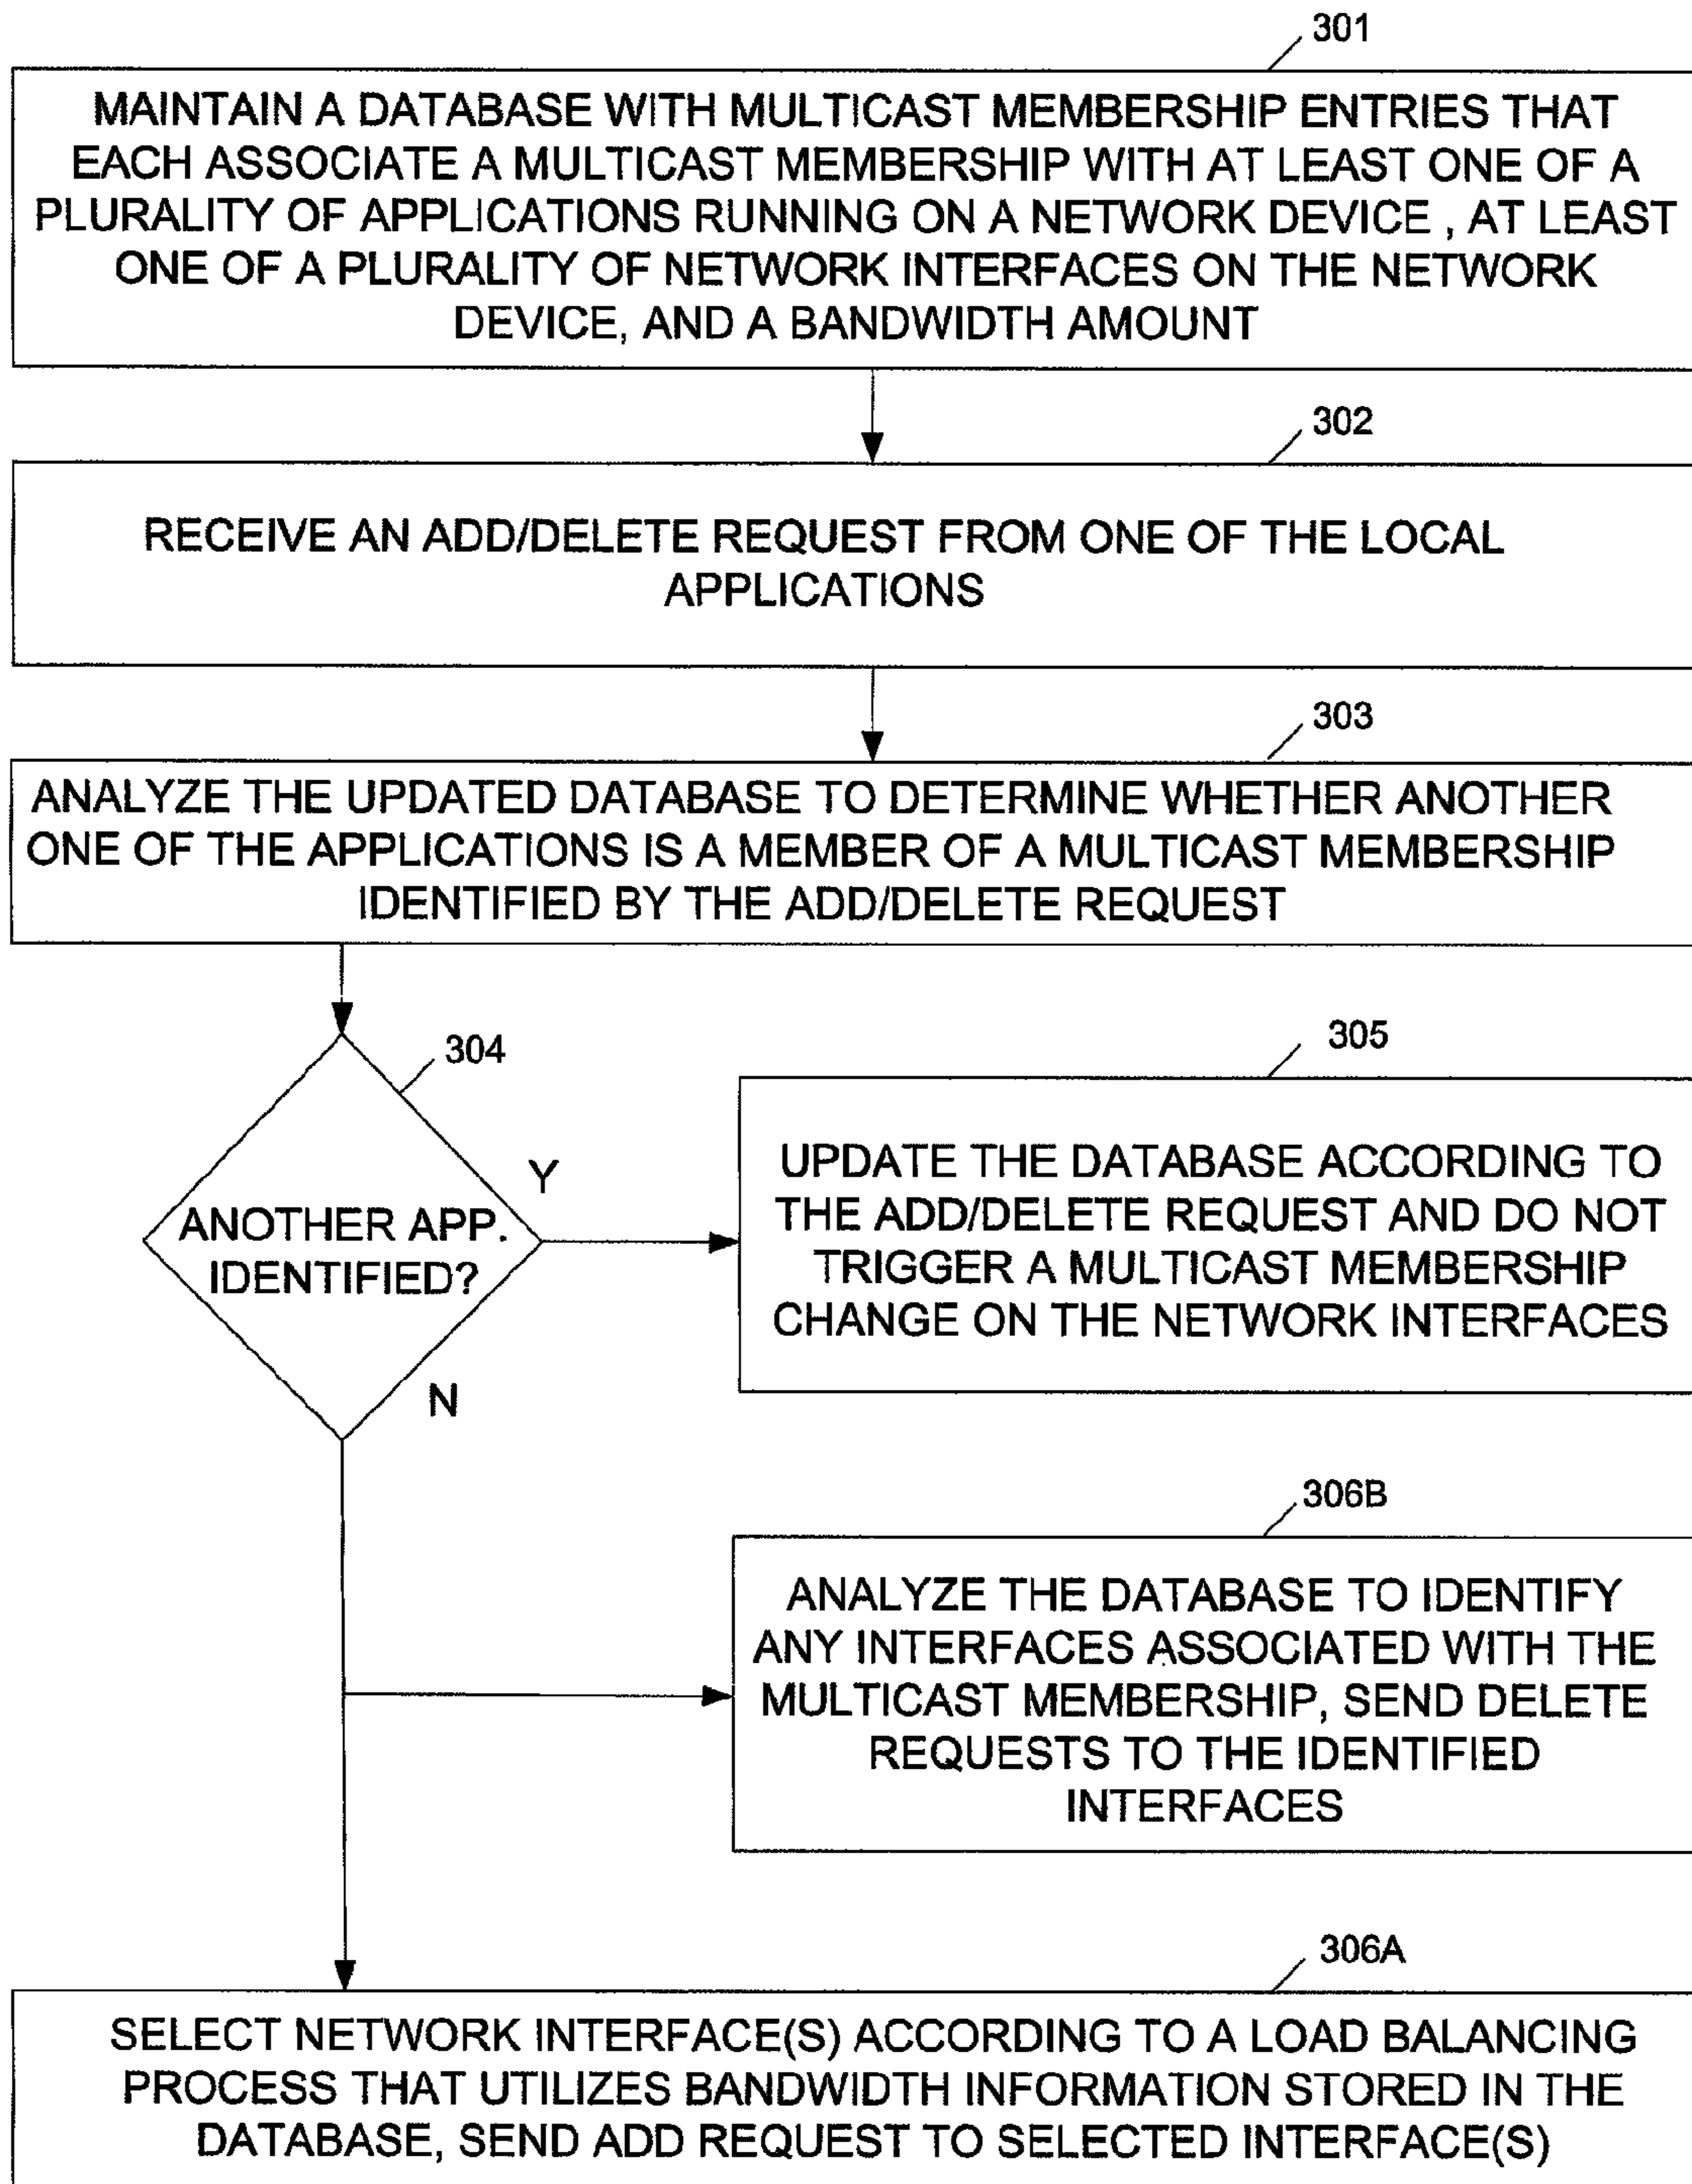 301
MAINTAIN A DATABASE WITH MULTICAST MEMBERSHIP ENTRIES THAT
EACH ASSOCIATE A MULTICAST MEMBERSHIP WITH AT LEAST ONE OF A
PLURALITY OF APPLICATIONS RUNNING ON A NETWORK DEVICE , AT LEAST
ONE OF A PLURALITY OF NETWORK INTERFACES ON THE NETWORK
DEVICE, AND A BANDWIDTH AMOUNT
302
RECEIVE AN ADD/DELETE REQUEST FROM ONE OF THE LOCAL
APPLICATIONS
303
ANALYZE THE UPDATED DATABASE TO DETERMINE WHETHER ANOTHER
ONE OF THE APPLICATIONS IS A MEMBER OF A MULTICAST MEMBERSHIP
IDENTIFIED BY THE ADD/DELETE REQUEST
304
ANOTHER APP.
IDENTIFIED?
Y
N
305
UPDATE THE DATABASE ACCORDING TO
THE ADD/DELETE REQUEST AND DO NOT
TRIGGER A MULTICAST MEMBERSHIP
CHANGE ON THE NETWORK INTERFACES
306B
ANALYZE THE DATABASE TO IDENTIFY
ANY INTERFACES ASSOCIATED WITH THE
MULTICAST MEMBERSHIP, SEND DELETE
REQUESTS TO THE IDENTIFIED
INTERFACES
306A
SELECT NETWORK INTERFACE(S) ACCORDING TO A LOAD BALANCING
PROCESS THAT UTILIZES BANDWIDTH INFORMATION STORED IN THE
DATABASE, SEND ADD REQUEST TO SELECTED INTERFACE(S)